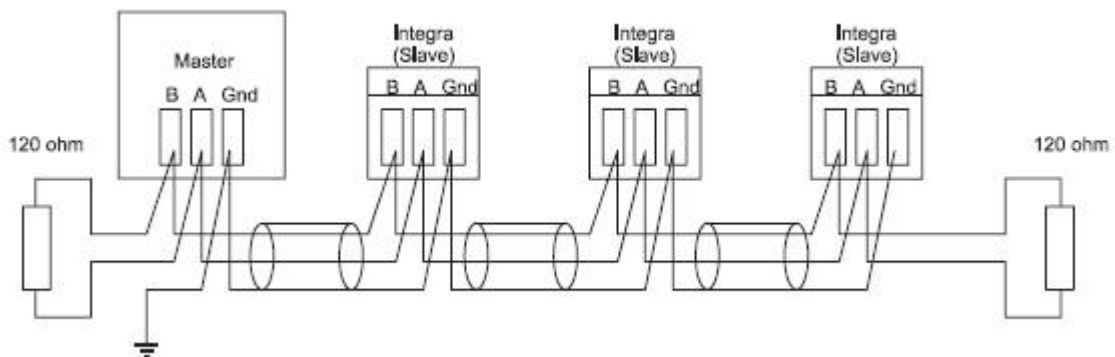 Master
B A Gnd
Integra
(Slave)
B A Gnd
Integra
(Slave)
B A Gnd
Integra
(Slave)
B A Gnd
120 ohm
120 ohm